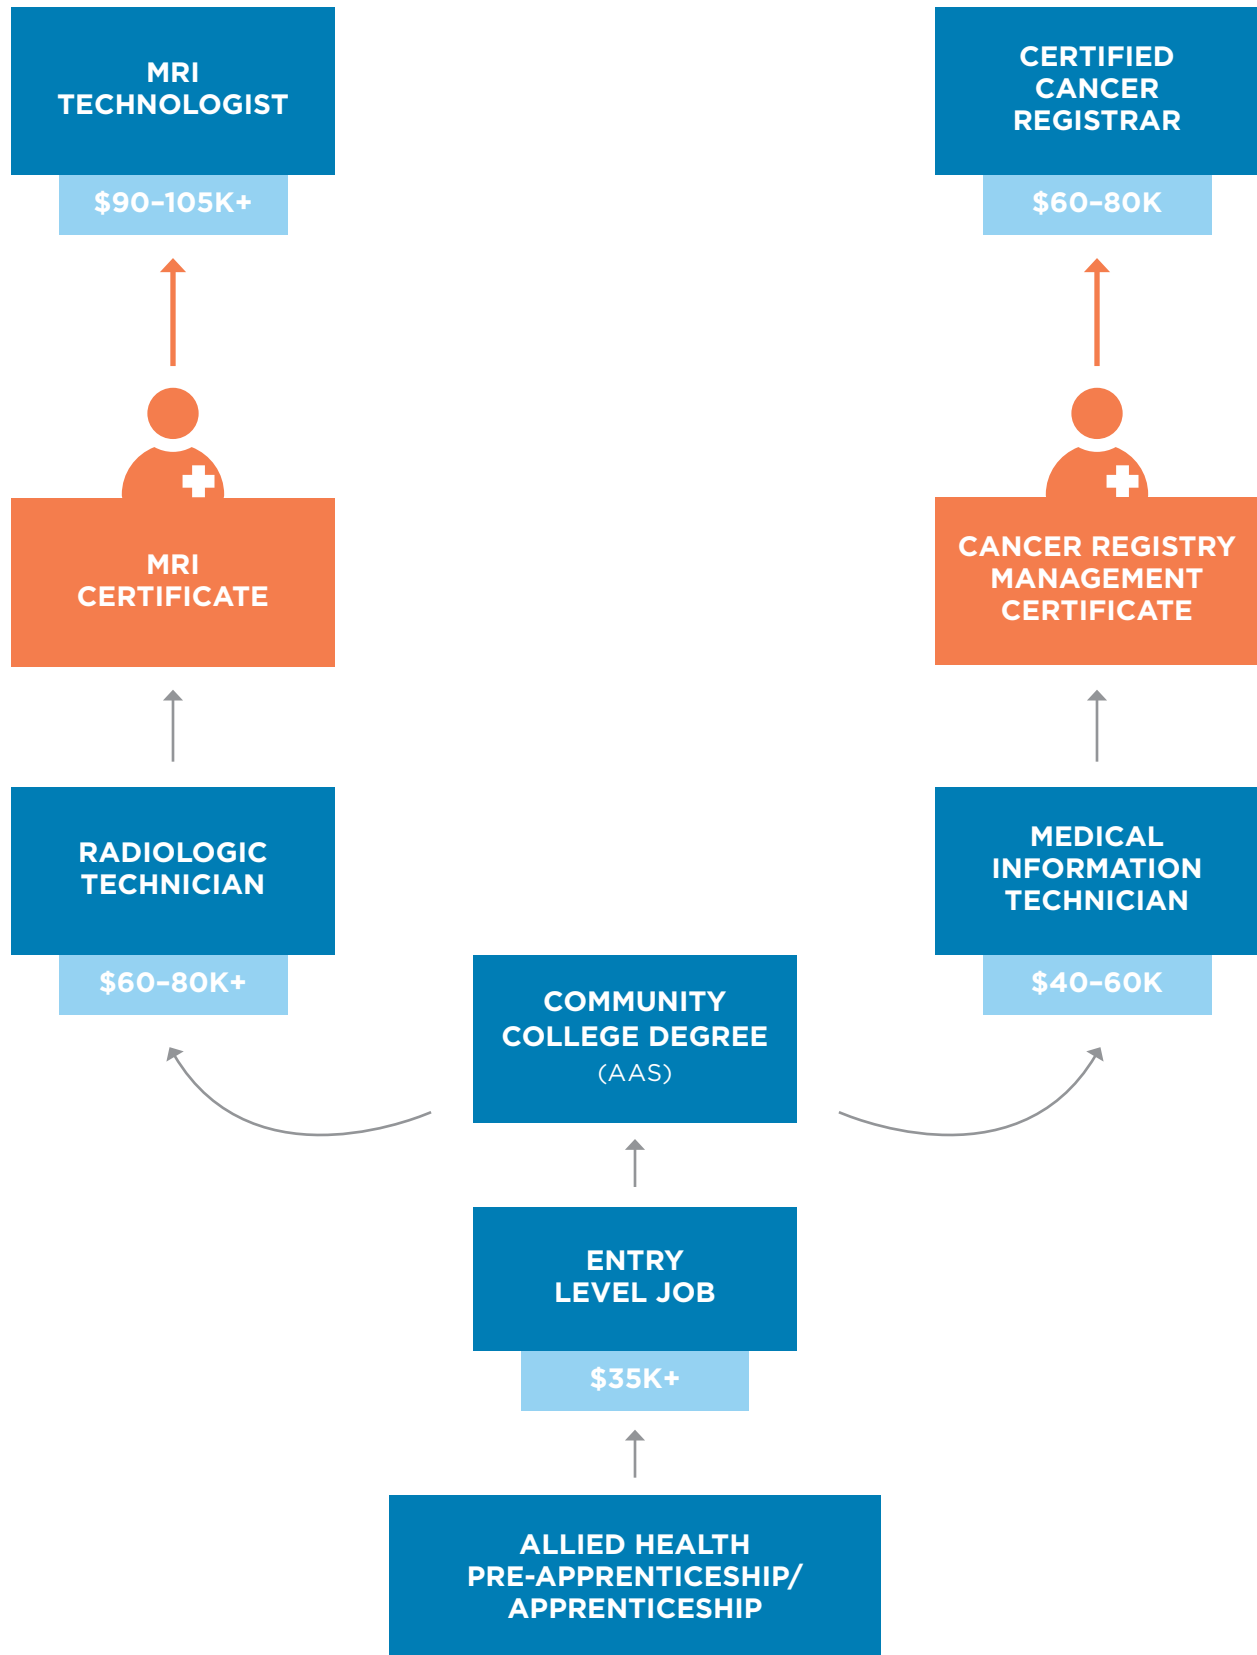 MRI
TECHNOLOGIST
$90–105K+
CERTIFIED
CANCER
REGISTRAR
$60–80K
MRI
CERTIFICATE
CANCER REGISTRY
MANAGEMENT
CERTIFICATE
RADIOLOGIC
TECHNICIAN
$60–80K+
MEDICAL
INFORMATION
TECHNICIAN
$40–60K
COMMUNITY
COLLEGE DEGREE
(AAS)
ENTRY
LEVEL JOB
$35K+
ALLIED HEALTH
PRE-APPRENTICESHIP/
APPRENTICESHIP